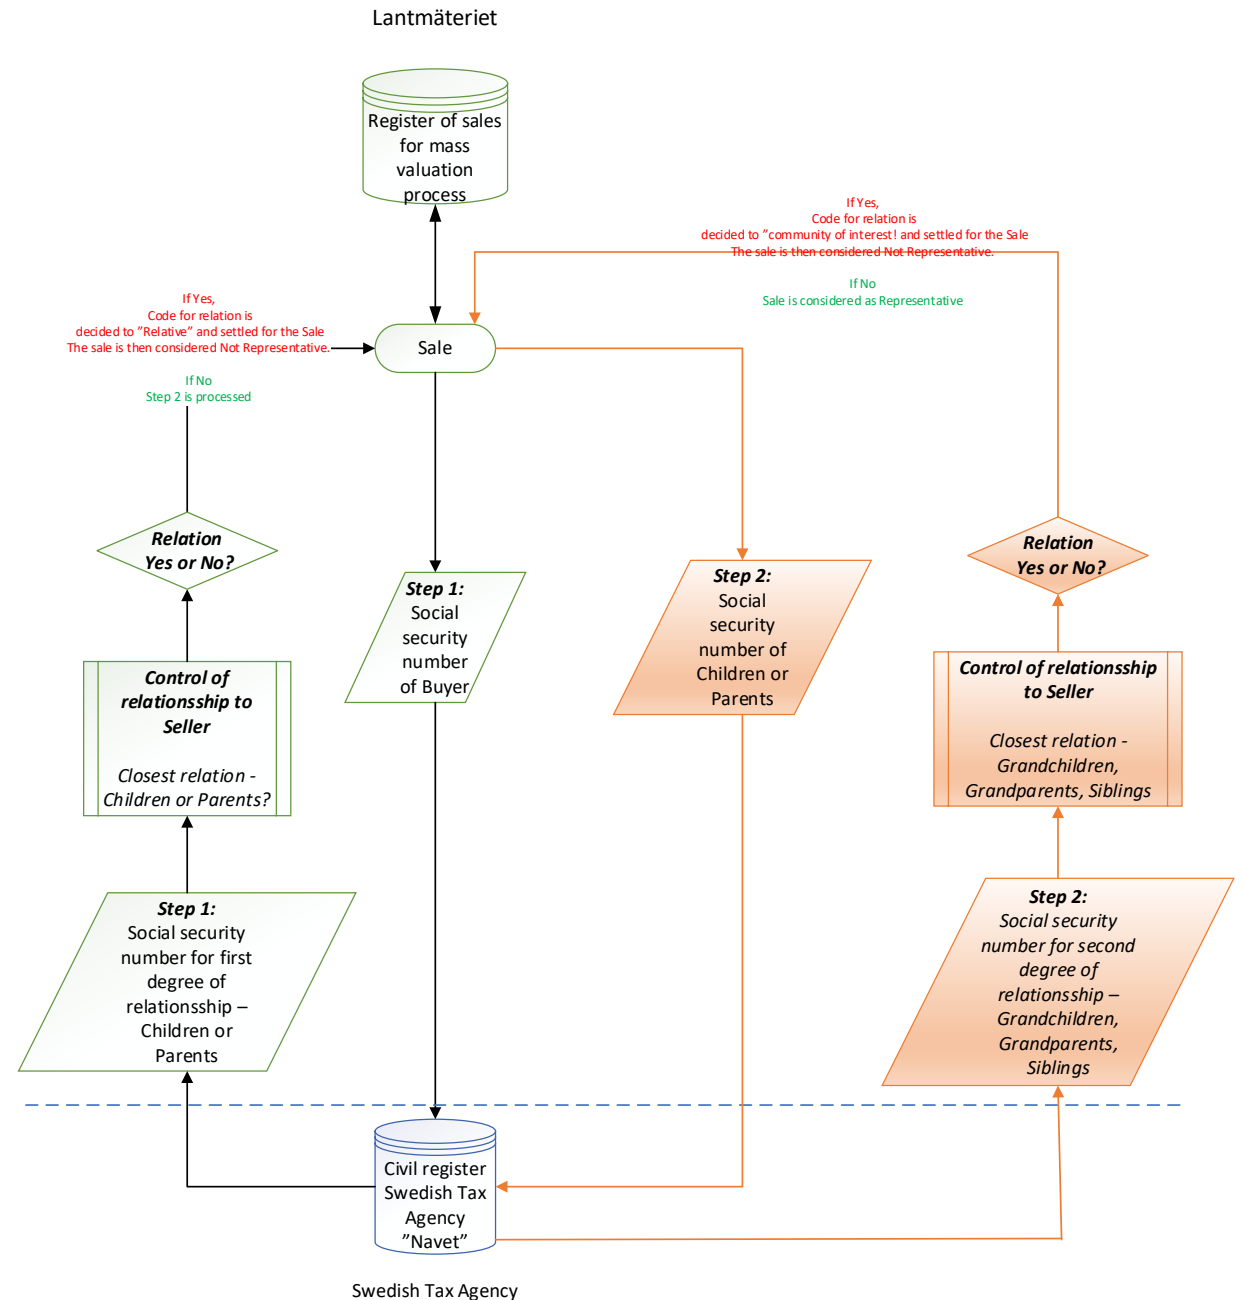 Lantmäteriet
Register of sales
for mass
valuation
process
If Yes,
Code for relation is
decided to ”community of interest! and settled for the Sale
The sale is then considered Not Representative.
If No
Sale is considered as Representative
If Yes,
Code for relation is
decided to ”Relative” and settled for the Sale
The sale is then considered Not Representative.
If No
Step 2 is processed
Sale
Relation
Yes or No?
Step 1:
Social
security
number
of Buyer
Step 2:
Social
security
number of
Children or
Parents
Relation
Yes or No?
Control of
relationsship to
Seller
Closest relation -
Children or Parents?
Control of relationsship
to Seller
Closest relation -
Grandchildren,
Grandparents, Siblings
Step 1:
Social security
number for first
degree of
relationsship –
Children or
Parents
Step 2:
Social security
number for second
degree of
relationsship –
Grandchildren,
Grandparents,
Siblings
Civil register
Swedish Tax
Agency
”Navet”
Swedish Tax Agency